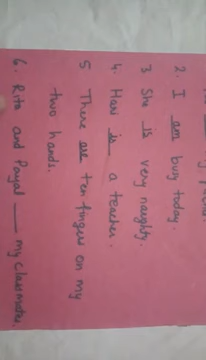 2. I am busy today.
3 She is very naughty.
4. Hari is a teacher.
5 There are ten fingers on my
two hands.
6. Rita and Payal ___ my classmates